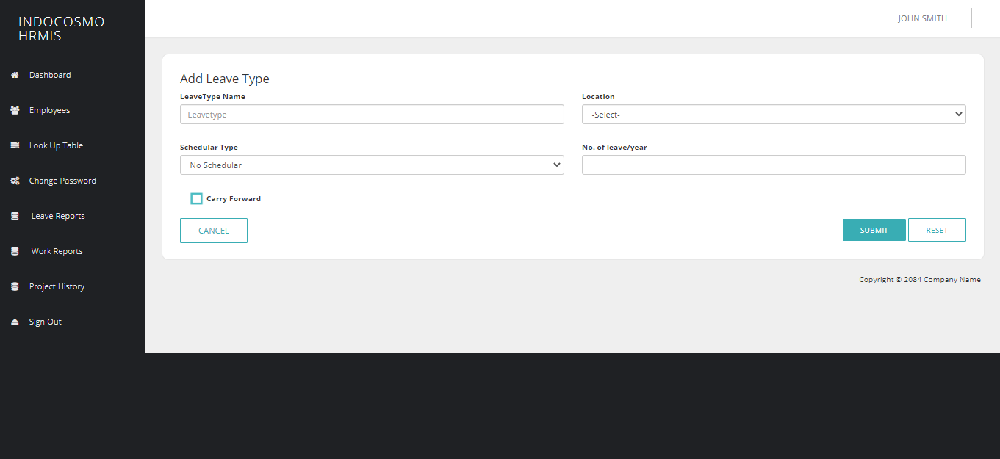 INDOCOSMO
HRMIS
JOHN SMITH
Dashboard
Employees
Look Up Table
Change Password
Leave Reports
Work Reports
Project History
Sign Out
Add Leave Type
LeaveType Name
Location
Leavetype
-Select-
Schedular Type
No. of leave/year
No Schedular
Carry Forward
CANCEL
SUBMIT
RESET
Copyright © 2084 Company Name